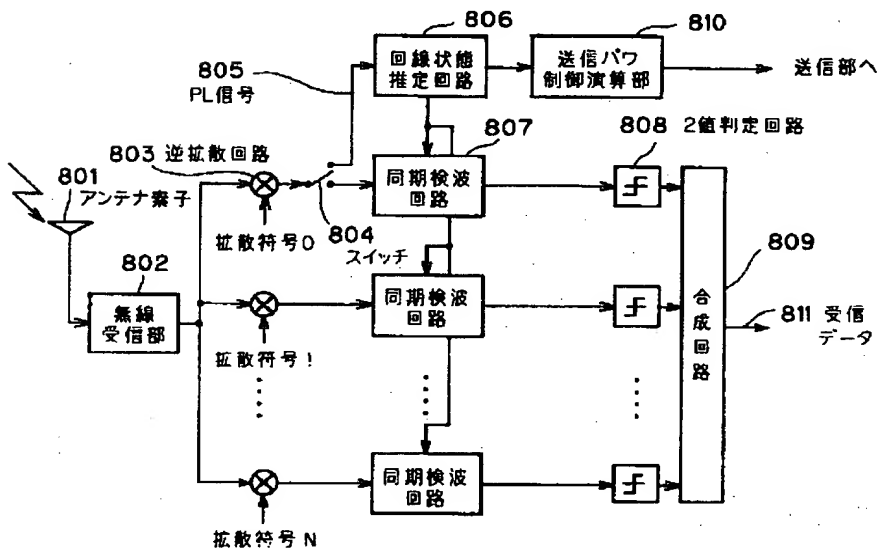 806
回線状態
推定回路
810
送信パワ
制御演算部
送信部へ
805
PL信号
807
同期検波
回路
808 2値判定回路
803 逆拡散回路
801
アンテナ素子
拡散符号0
804
スイッチ
802
無線
受信部
同期検波
回路
拡散符号1
809
合成回路
811 受信
データ
同期検波
回路
拡散符号N